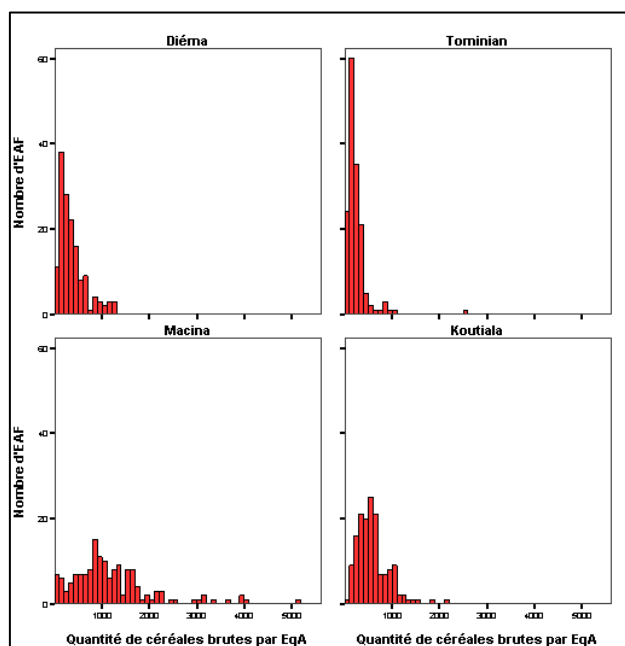 Diéma Tominian
60
40
20
0
Nombre d'EAF
Macina Koutiala
60
40
20
0
Nombre d'EAF
1000 2000 3000 4000 5000 1000 2000 3000 4000 5000
Quantité de céréales brutes par EqA Quantité de céréales brutes par EqA